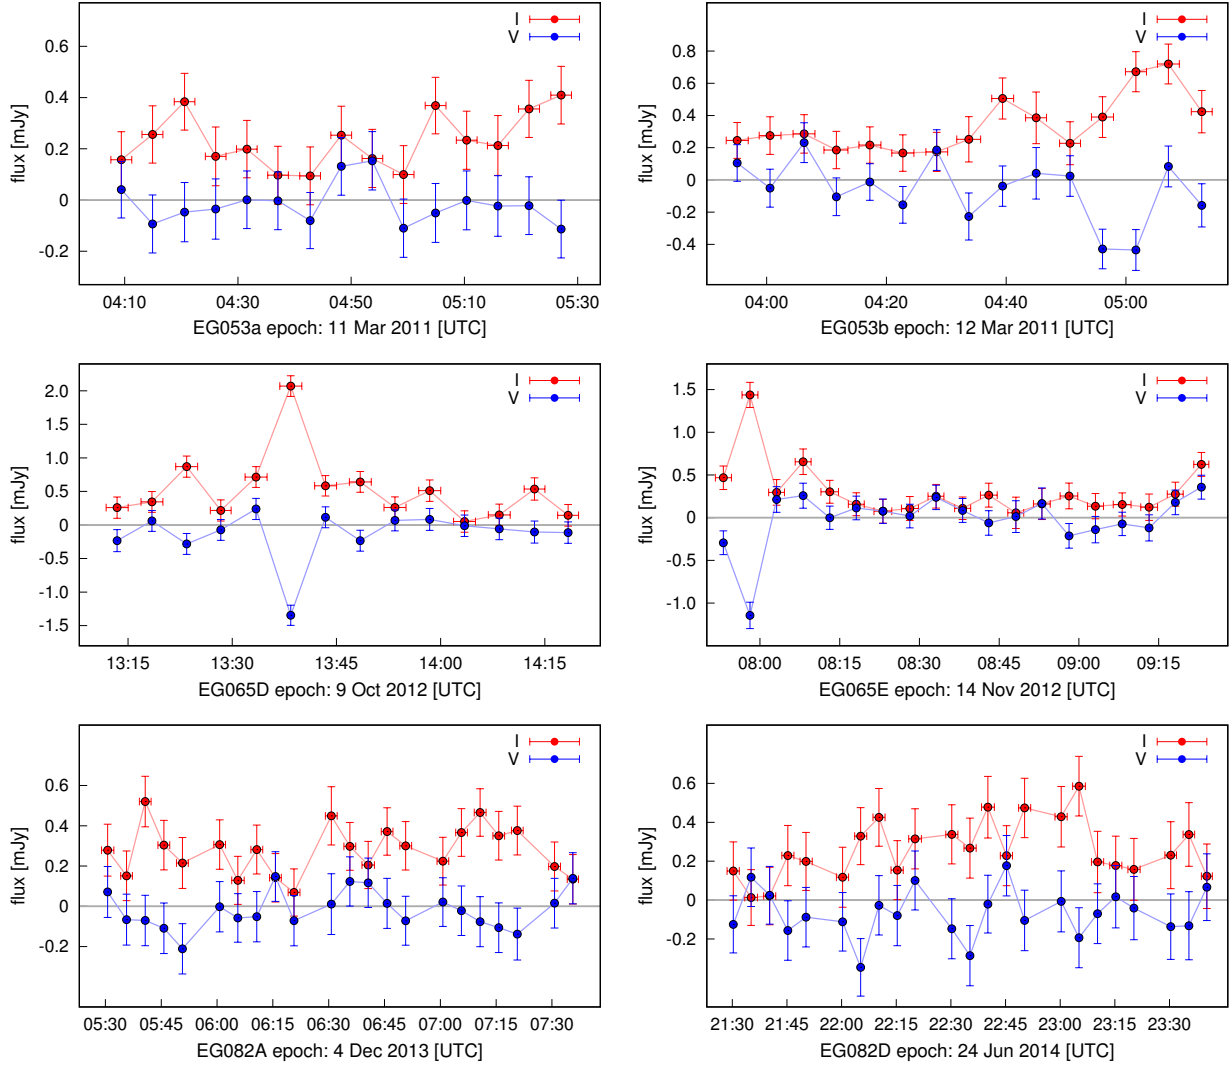 I
V
0.6
0.4
0.2
0
-0.2
flux [mJy]
04:10 04:30 04:50 05:10 05:30
EG053a epoch: 11 Mar 2011 [UTC]
I
V
0.8
0.6
0.4
0.2
0
-0.2
-0.4
flux [mJy]
04:00 04:20 04:40 05:00
EG053b epoch: 12 Mar 2011 [UTC]
I
V
2.0
1.5
1.0
0.5
0
-0.5
-1.0
-1.5
flux [mJy]
13:15 13:30 13:45 14:00 14:15
EG065D epoch: 9 Oct 2012 [UTC]
I
V
1.5
1.0
0.5
0
-0.5
-1.0
flux [mJy]
08:00 08:15 08:30 08:45 09:00 09:15
EG065E epoch: 14 Nov 2012 [UTC]
I
V
0.6
0.4
0.2
0
-0.2
flux [mJy]
05:30 05:45 06:00 06:15 06:30 06:45 07:00 07:15 07:30
EG082A epoch: 4 Dec 2013 [UTC]
I
V
0.6
0.4
0.2
0
-0.2
flux [mJy]
21:30 21:45 22:00 22:15 22:30 22:45 23:00 23:15 23:30
EG082D epoch: 24 Jun 2014 [UTC]